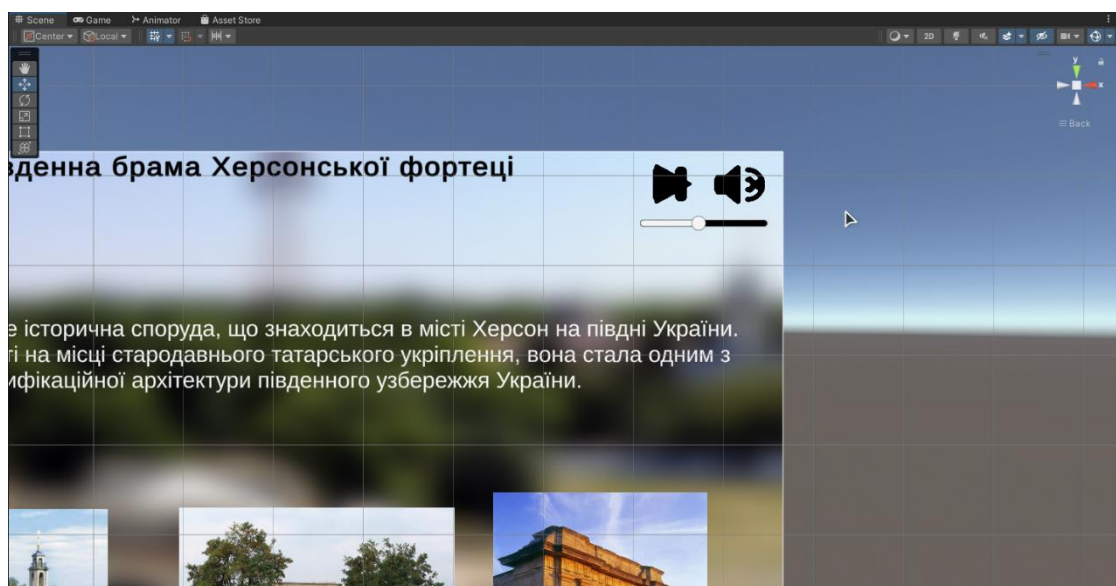 Scene Game Animator Asset Store
Center Local 2D
y
x
Back
вденна брама Херсонської фортеці
е історична споруда, що знаходиться в місті Херсон на півдні України.
ті на місці стародавнього татарського укріплення, вона стала одним з
ифікаційної архітектури південного узбережжя України.